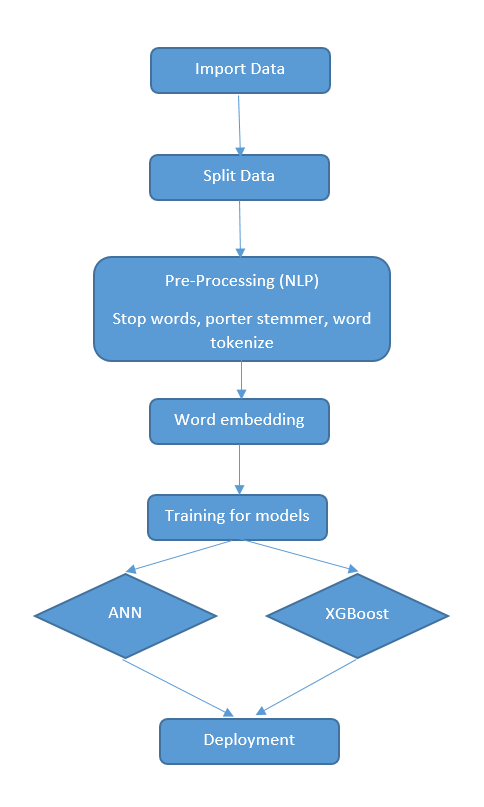 Import Data
Split Data
Pre-Processing (NLP)
Stop words, porter stemmer, word
tokenize
Word embedding
Training for models
ANN
XGBoost
Deployment